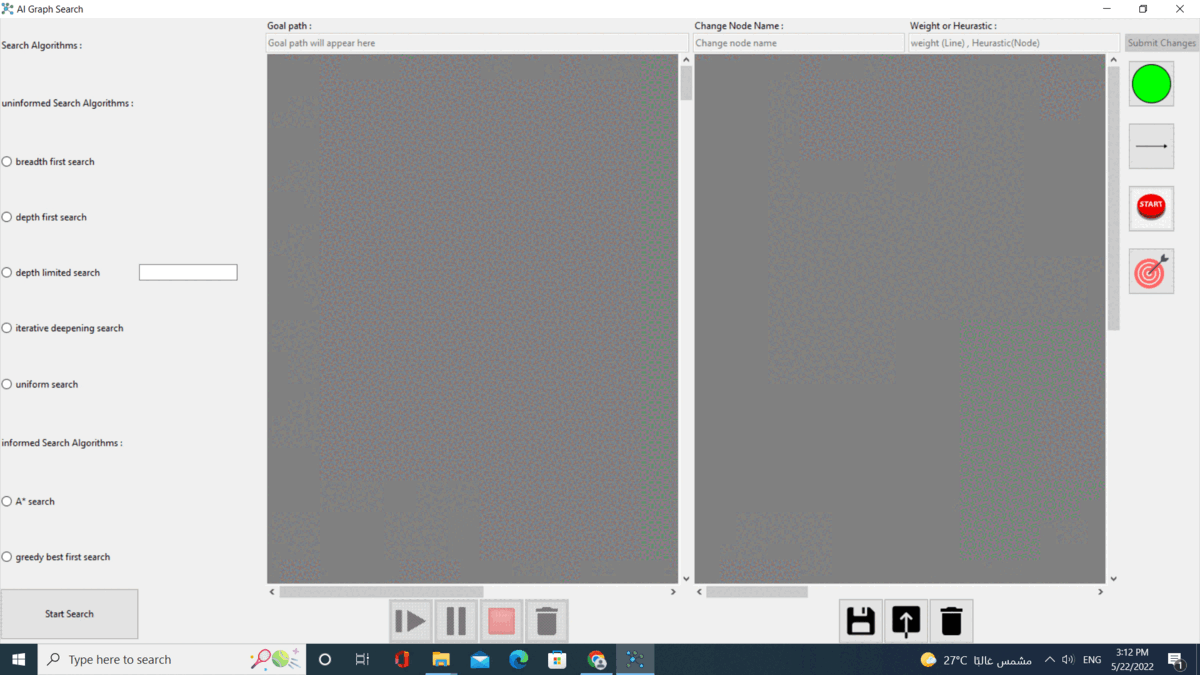 AI Graph Search
Goal path :
Change Node Name :
Weight or Heurastic :
Search Algorithms :
Goal path will appear here
Change node name
weight (Line) , Heurastic(Node)
Submit Changes
uninformed Search Algorithms :
breadth first search
START
depth first search
depth limited search
iterative deepening search
uniform search
informed Search Algorithms :
A* search
greedy best first search
Start Search
Type here to search
27°C مشمس غالبًا
ENG
3:12 PM
5/22/2022
1